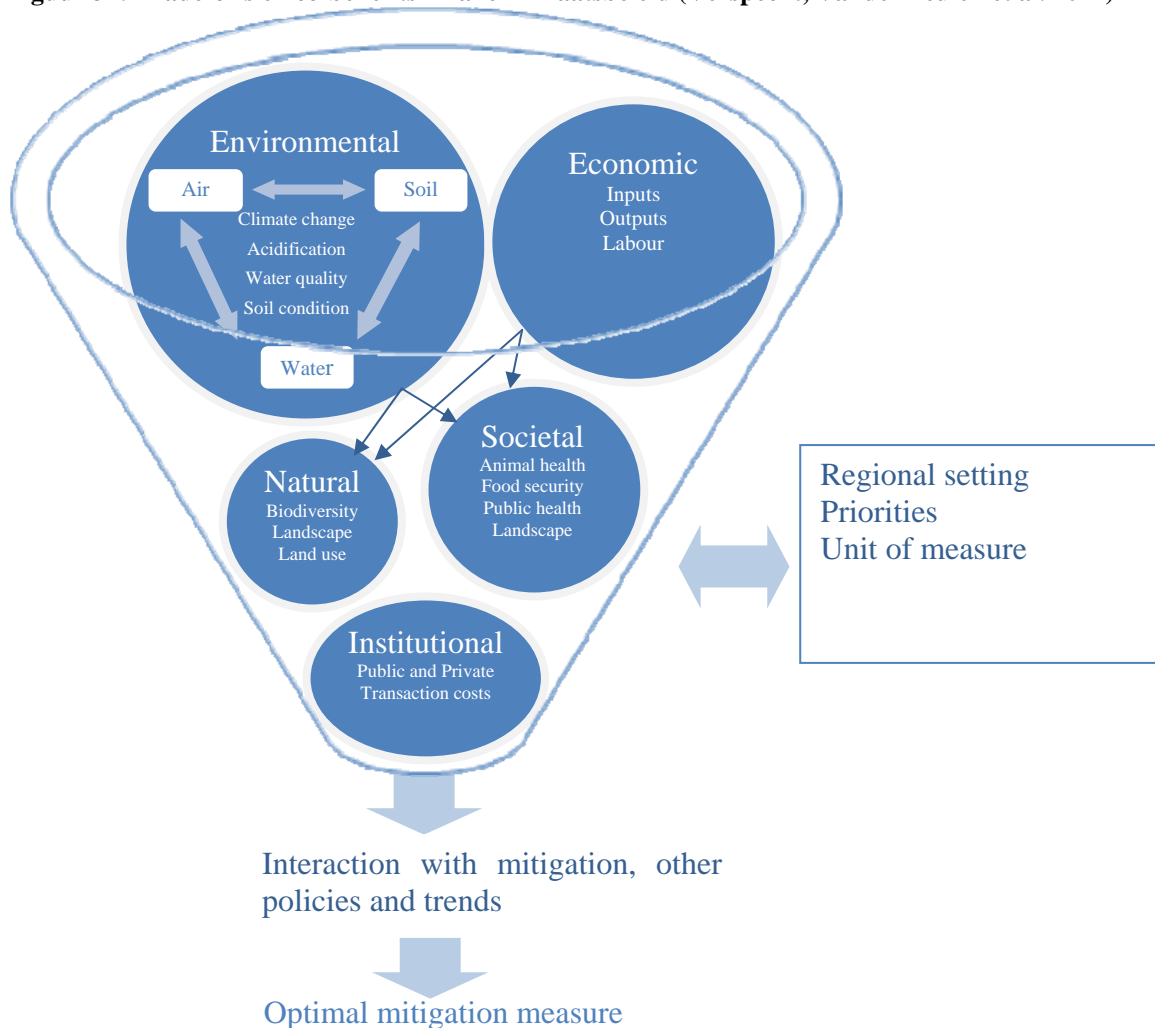 Environmental
Air
Soil
Climate change
Acidification
Water quality
Soil condition
Water
Economic
Inputs
Outputs
Labour
Natural
Biodiversity
Landscape
Land use
Societal
Animal health
Food security
Public health
Landscape
Institutional
Public and Private
Transaction costs
Regional setting
Priorities
Unit of measure
Interaction with mitigation, other
policies and trends
Optimal mitigation measure